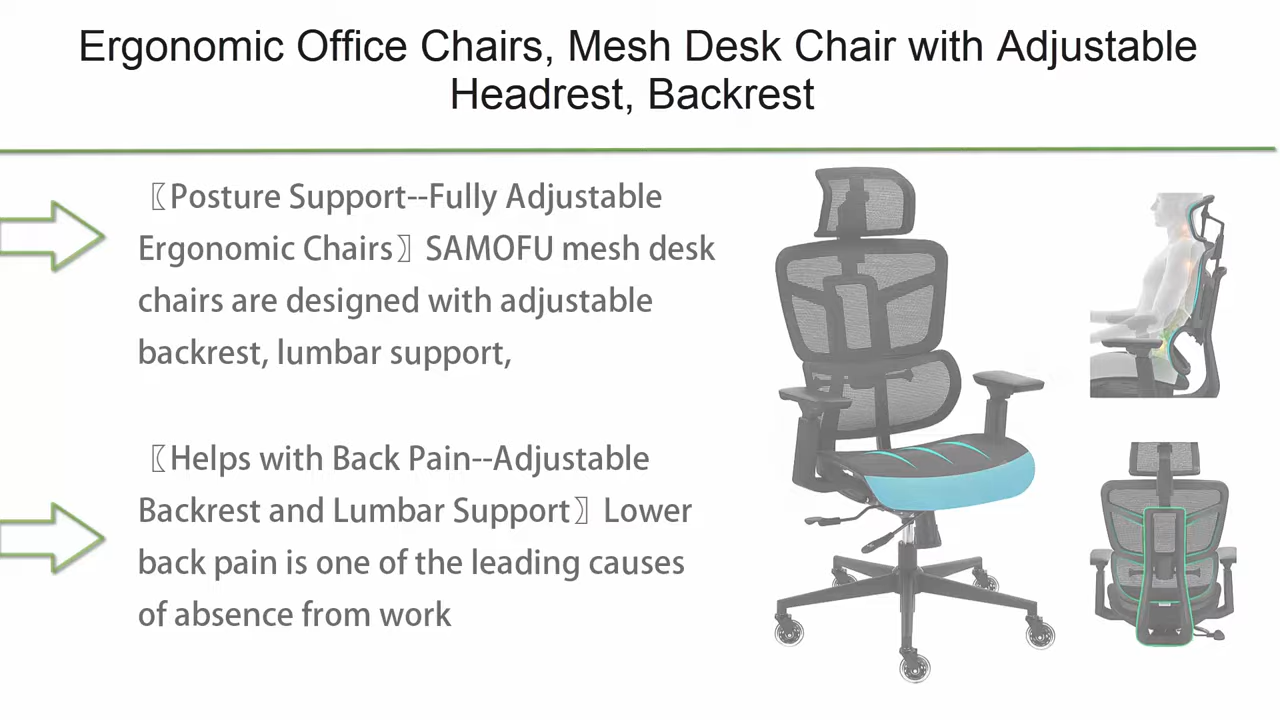 Ergonomic Office Chairs, Mesh Desk Chair with Adjustable
Headrest, Backrest
〖Posture Support--Fully Adjustable
Ergonomic Chairs〗SAMOFU mesh desk
chairs are designed with adjustable
backrest, lumbar support,
〖Helps with Back Pain--Adjustable
Backrest and Lumbar Support〗Lower
back pain is one of the leading causes
of absence from work